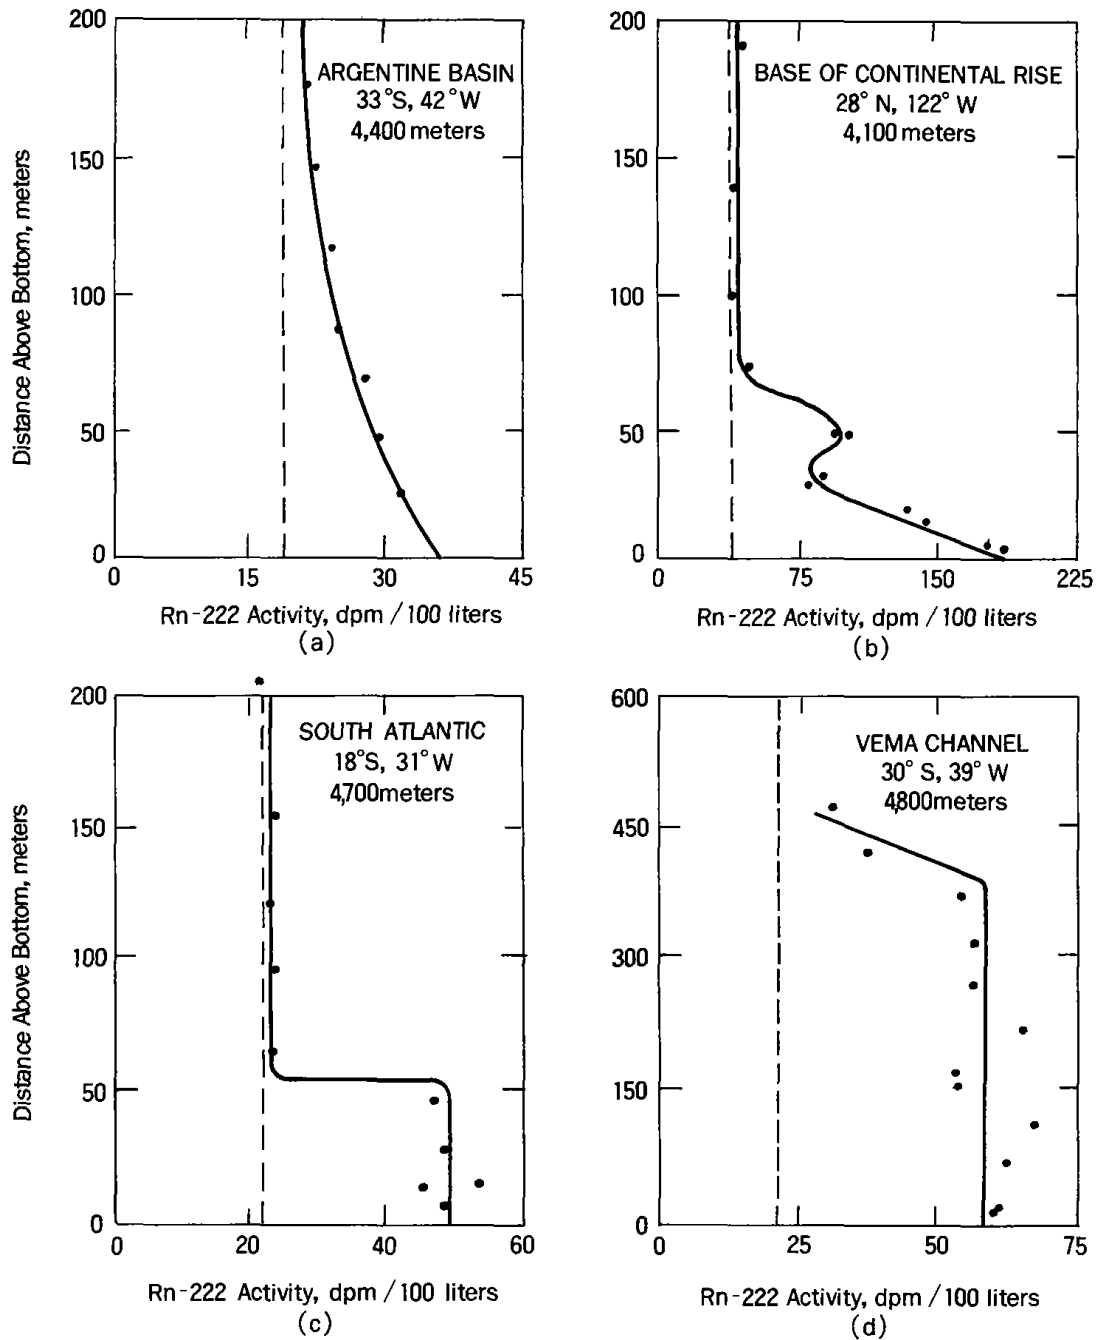 200
150
100
50
0
Distance Above Bottom, meters
ARGENTINE BASIN
33°S, 42°W
4,400 meters
0 15 30 45
Rn-222 Activity, dpm / 100 liters
(a)
200
150
100
50
0
BASE OF CONTINENTAL RISE
28° N, 122° W
4,100 meters
0 75 150 225
Rn-222 Activity, dpm / 100 liters
(b)
200
150
100
50
0
Distance Above Bottom, meters
SOUTH ATLANTIC
18°S, 31°W
4,700meters
0 20 40 60
Rn-222 Activity, dpm / 100 liters
(c)
600
450
300
150
0
VEMA CHANNEL
30° S, 39° W
4,800meters
0 25 50 75
Rn-222 Activity, dpm / 100 liters
(d)